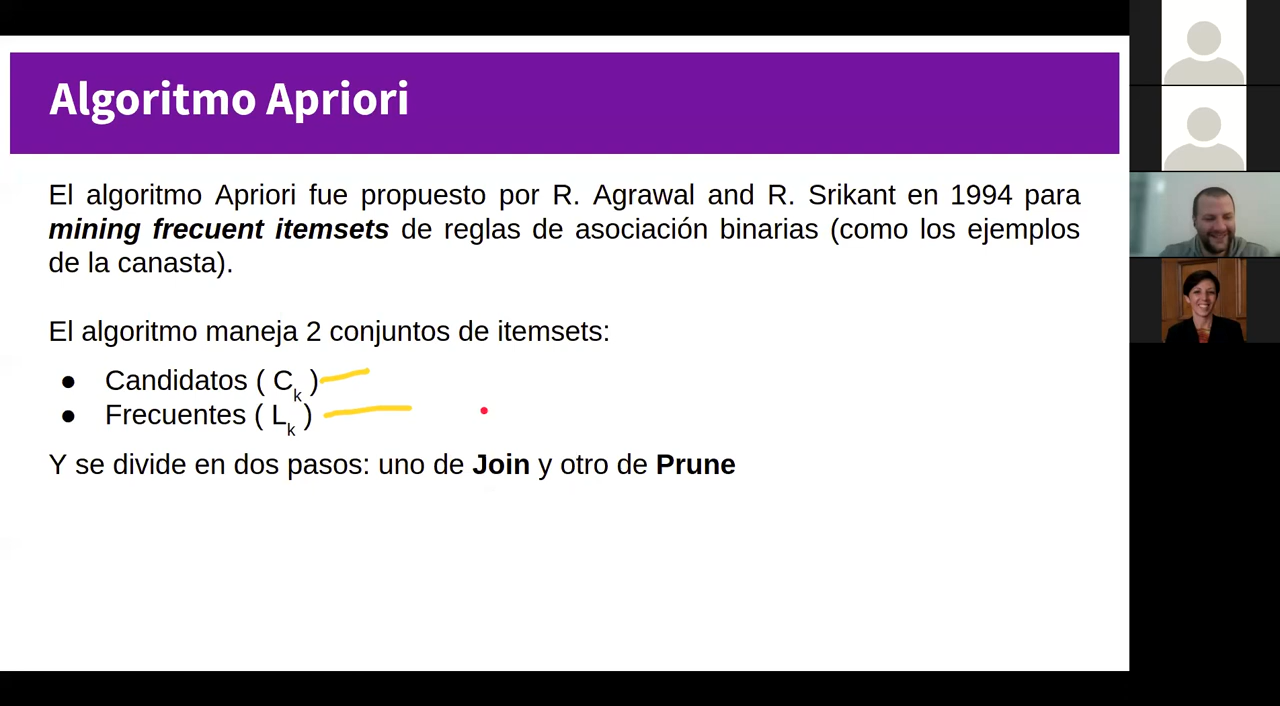 Algoritmo Apriori
El algoritmo Apriori fue propuesto por R. Agrawal and R. Srikant en 1994 para
mining frecuent itemsets de reglas de asociación binarias (como los ejemplos
de la canasta).
El algoritmo maneja 2 conjuntos de itemsets:
● Candidatos ( Ck )
● Frecuentes ( Lk )
Y se divide en dos pasos: uno de Join y otro de Prune